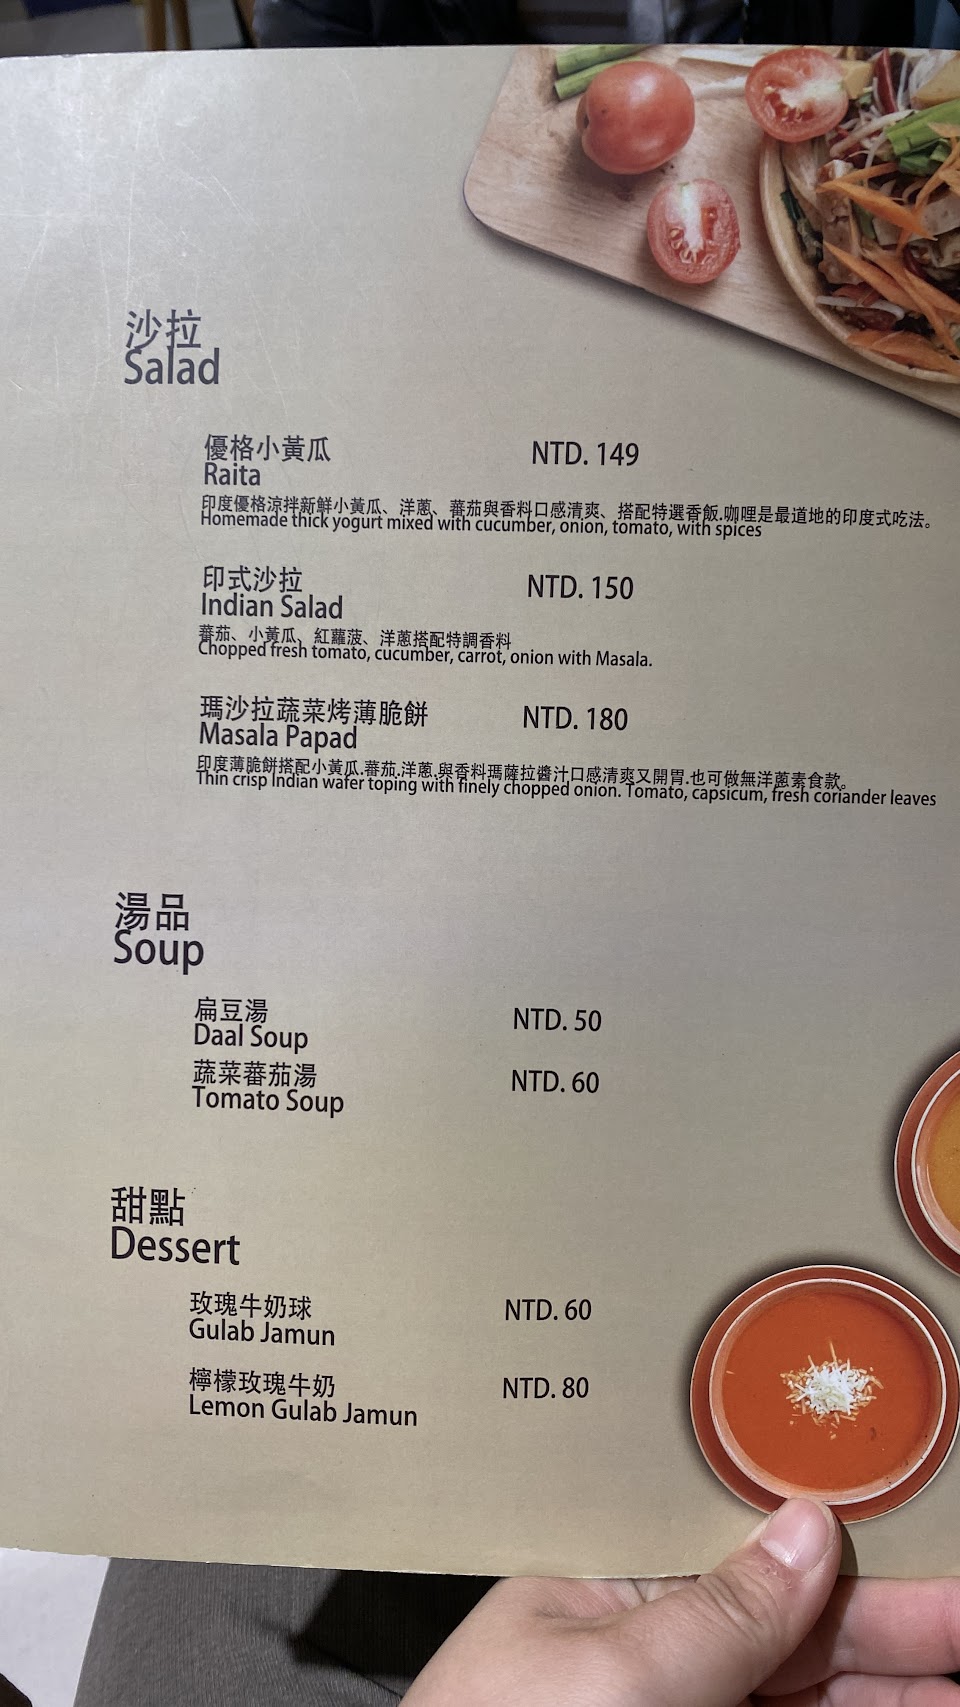 沙拉
Salad
優格小黃瓜 NTD. 149
Raita
印度優格涼拌新鮮小黃瓜、洋蔥、蕃茄與香料口感清爽、搭配特選香飯.咖哩是最道地的印度式吃法。
Homemade thick yogurt mixed with cucumber, onion, tomato, with spices
印式沙拉 NTD. 150
Indian Salad
蕃茄、小黃瓜、紅蘿菠、洋蔥搭配特調香料
Chopped fresh tomato, cucumber, carrot, onion with Masala.
瑪沙拉蔬菜烤薄脆餅 NTD. 180
Masala Papad
印度薄脆餅搭配小黃瓜.蕃茄.洋蔥.與香料瑪薩拉醬汁口感清爽又開胃.也可做無洋蔥素食款。
Thin crisp Indian wafer toping with finely chopped onion. Tomato, capsicum, fresh coriander leaves
湯品
Soup
扁豆湯 NTD. 50
Daal Soup
蔬菜蕃茄湯 NTD. 60
Tomato Soup
甜點
Dessert
玫瑰牛奶球 NTD. 60
Gulab Jamun
檸檬玫瑰牛奶 NTD. 80
Lemon Gulab Jamun